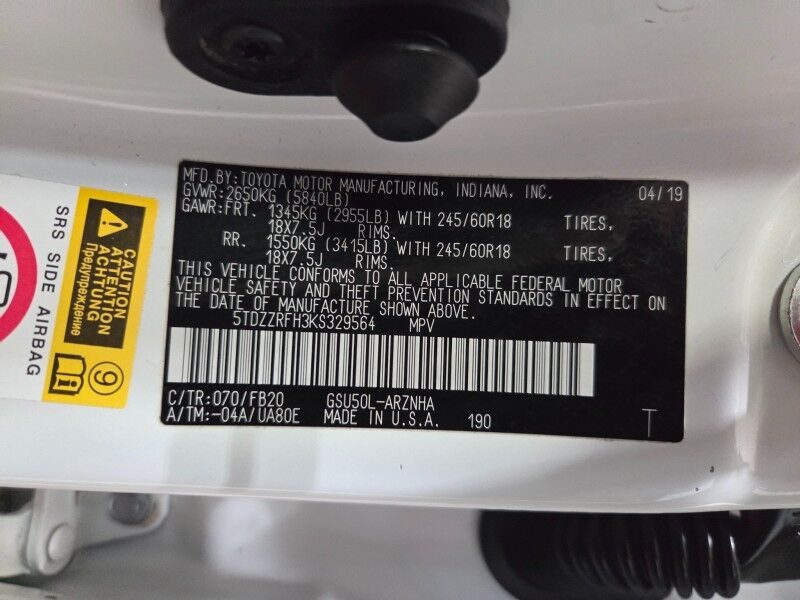 MFD.BY:TOYOTA MOTOR MANUFACTURING, INDIANA, INC. 04/19
GVWR:2650KG (5840LB)
GAWR:FRT. 1345KG (2955LB) WITH 245/60R18 TIRES,
18X7.5J RIMS.
RR. 1550KG (3415LB) WITH 245/60R18 TIRES,
18X7.5J RIMS.
THIS VEHICLE CONFORMS TO ALL APPLICABLE FEDERAL MOTOR
VEHICLE SAFETY AND THEFT PREVENTION STANDARDS IN EFFECT ON
THE DATE OF MANUFACTURE SHOWN ABOVE.
5TDZZRFH3KS329564 MPV
C/TR:070/FB20 GSU50L-ARZNHA
A/TM:-04A/UA80E MADE IN U.S.A. 190 T
CAUTION
ATTENTION
ACHTUNG
Предупреждение
SRS SIDE AIRBAG
9